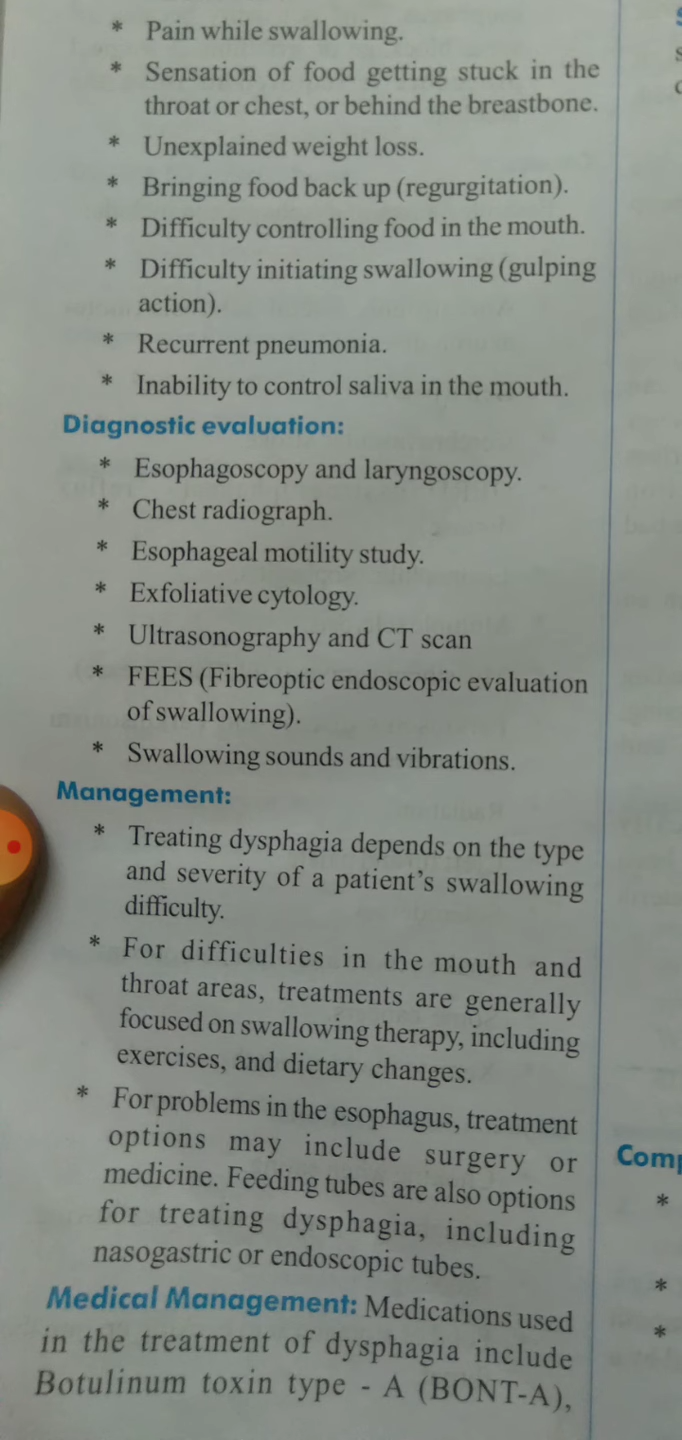 * Pain while swallowing.
* Sensation of food getting stuck in the
throat or chest, or behind the breastbone.
* Unexplained weight loss.
* Bringing food back up (regurgitation).
* Difficulty controlling food in the mouth.
* Difficulty initiating swallowing (gulping
action).
* Recurrent pneumonia.
* Inability to control saliva in the mouth.
Diagnostic evaluation:
* Esophagoscopy and laryngoscopy.
* Chest radiograph.
* Esophageal motility study.
* Exfoliative cytology.
* Ultrasonography and CT scan
* FEES (Fibreoptic endoscopic evaluation
of swallowing).
* Swallowing sounds and vibrations.
Management:
* Treating dysphagia depends on the type
and severity of a patient's swallowing
difficulty.
* For difficulties in the mouth and
throat areas, treatments are generally
focused on swallowing therapy, including
exercises, and dietary changes.
* For problems in the esophagus, treatment
options may include surgery or
medicine. Feeding tubes are also options
for treating dysphagia, including
nasogastric or endoscopic tubes.
Medical Management: Medications used
in the treatment of dysphagia include
Botulinum toxin type - A (BONT-A),